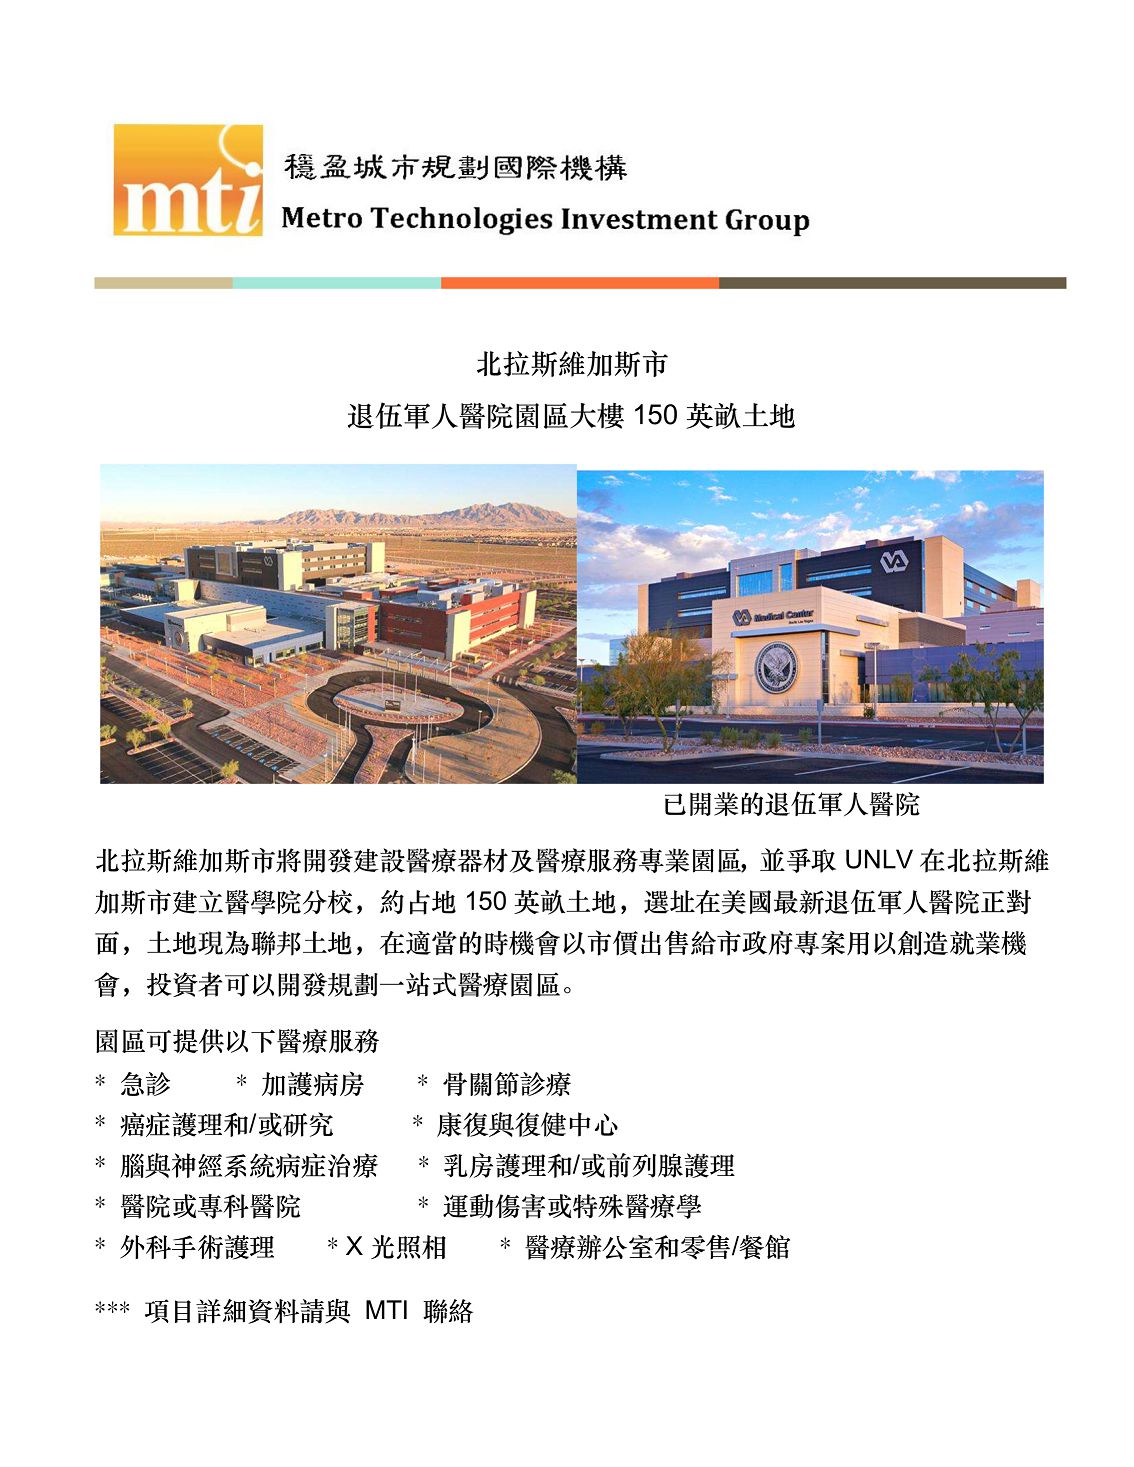 mti
穩盈城市規劃國際機構
Metro Technologies Investment Group
北拉斯維加斯市
退伍軍人醫院園區大樓 150 英畝土地
VA
VA
Medical Center
North Las Vegas
已開業的退伍軍人醫院
北拉斯維加斯市將開發建設醫療器材及醫療服務專業園區, 並爭取 UNLV 在北拉斯維
加斯市建立醫學院分校，約占地 150 英畝土地，選址在美國最新退伍軍人醫院正對
面，土地現為聯邦土地，在適當的時機會以市價出售給市政府專案用以創造就業機
會，投資者可以開發規劃一站式醫療園區。
園區可提供以下醫療服務
* 急診 * 加護病房 * 骨關節診療
* 癌症護理和/或研究 * 康復與復健中心
* 腦與神經系統病症治療 * 乳房護理和/或前列腺護理
* 醫院或專科醫院 * 運動傷害或特殊醫療學
* 外科手術護理 * X 光照相 * 醫療辦公室和零售/餐館
*** 項目詳細資料請與 MTI 聯絡